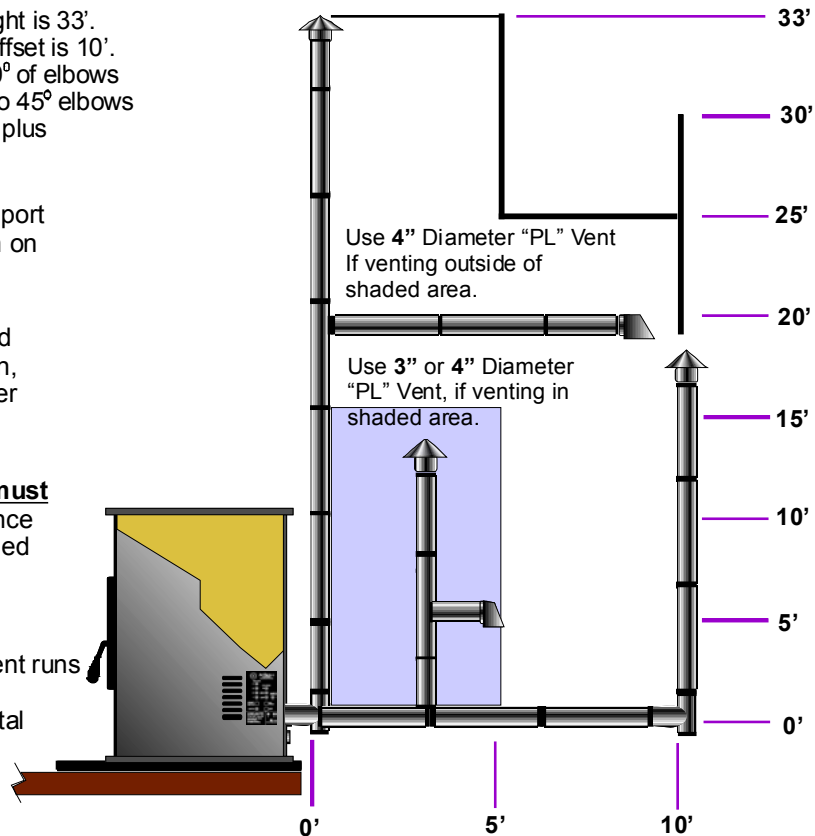 ght is 33’.
ffset is 10’.
0⁰ of elbows
o 45⁰ elbows
plus
port
on
d
n,
er
must
nce
ed
ent runs
tal
Use 4” Diameter “PL” Vent
If venting outside of
shaded area.
Use 3” or 4” Diameter
“PL” Vent, if venting in
shaded area.
33’
30’
25’
20’
15’
10’
5’
0’
0’
5’
10’